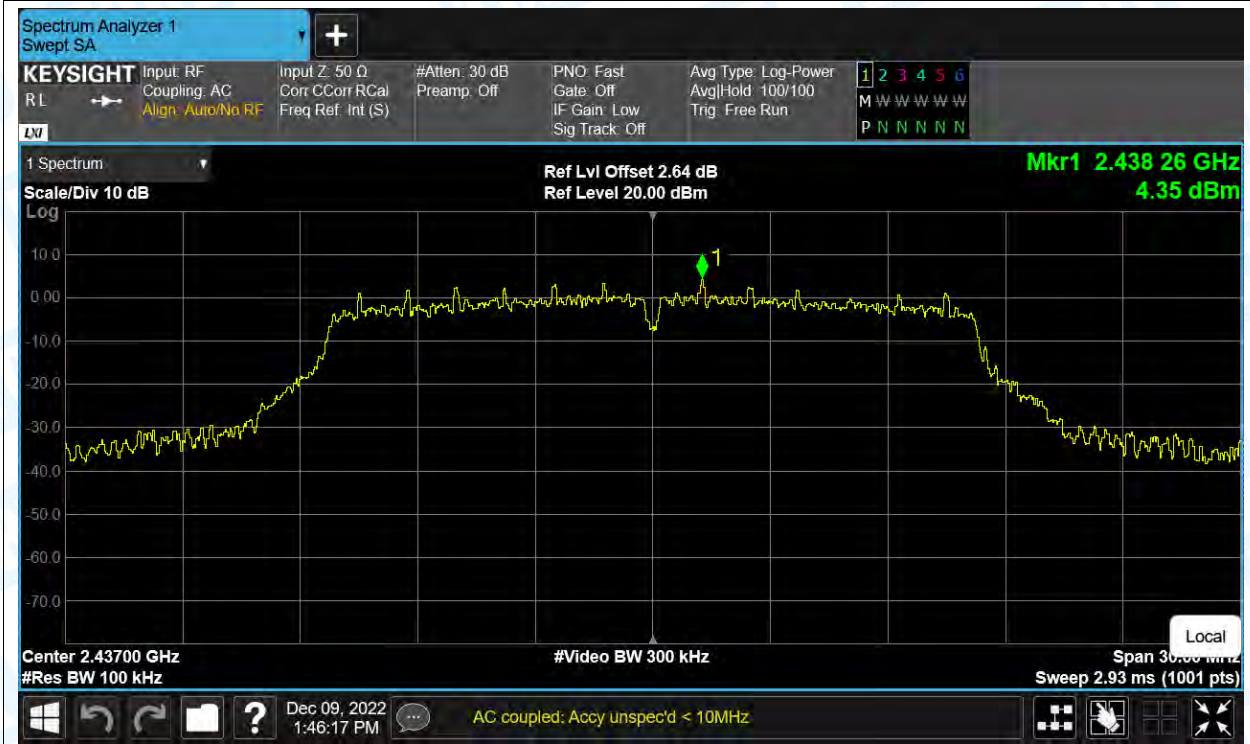 Spectrum Analyzer 1
Swept SA
+
KEYSIGHT
R L
LXI
Input: RF
Coupling: AC
Align: Auto/No RF
Input Z: 50 Ω
Corr CCorr RCal
Freq Ref: Int (S)
#Atten: 30 dB
Preamp: Off
PNO: Fast
Gate: Off
IF Gain: Low
Sig Track: Off
Avg Type: Log-Power
Avg|Hold: 100/100
Trig: Free Run
1 2 3 4 5 6
M W W W W W
P N N N N N
1 Spectrum
Scale/Div 10 dB
Ref Lvl Offset 2.64 dB
Ref Level 20.00 dBm
Mkr1 2.438 26 GHz
4.35 dBm
Log
10.0
0.00
-10.0
-20.0
-30.0
-40.0
-50.0
-60.0
-70.0
1
Local
Center 2.43700 GHz
#Video BW 300 kHz
Span 30.00 MHz
#Res BW 100 kHz
Sweep 2.93 ms (1001 pts)
?
Dec 09, 2022
1:46:17 PM
AC coupled: Accy unspec'd < 10MHz